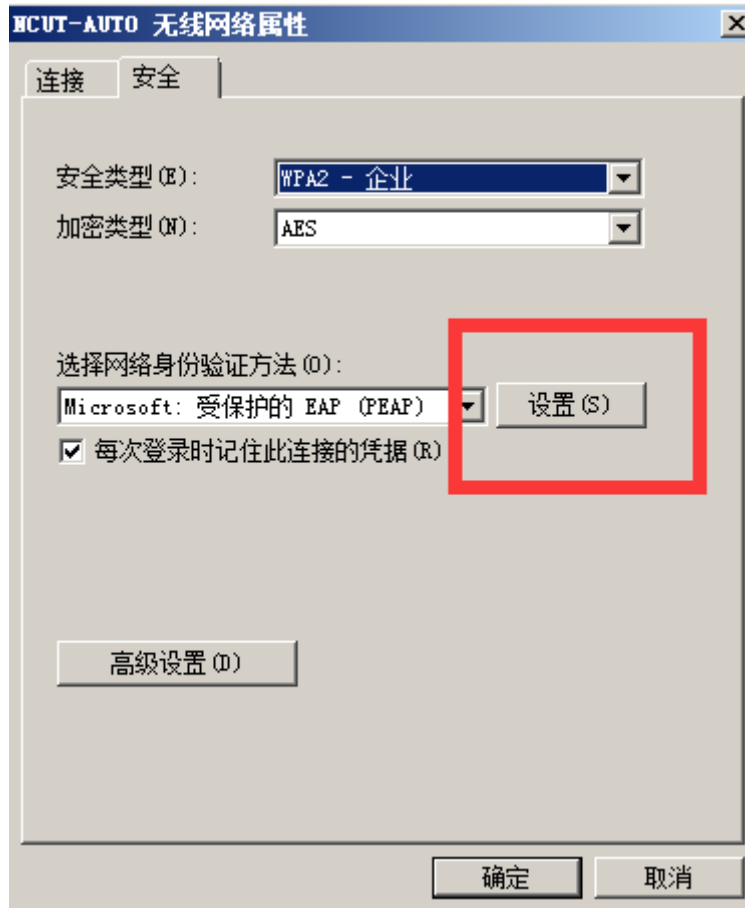 NCUT-AUTO 无线网络属性
连接 安全
安全类型(E): WPA2 - 企业
加密类型(N): AES
选择网络身份验证方法(O):
Microsoft: 受保护的 EAP (PEAP) 设置(S)
每次登录时记住此连接的凭据(R)
高级设置(D)
确定 取消